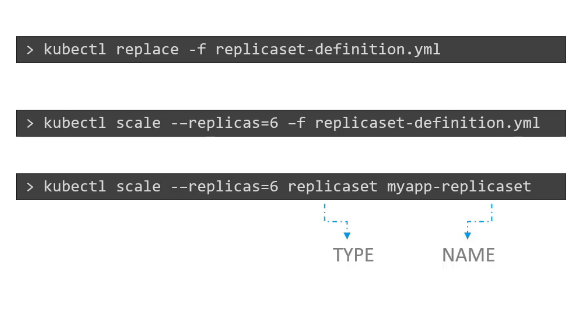 > kubectl replace -f replicaset-definition.yml
> kubectl scale --replicas=6 –f replicaset-definition.yml
> kubectl scale --replicas=6 replicaset myapp-replicaset
TYPE NAME